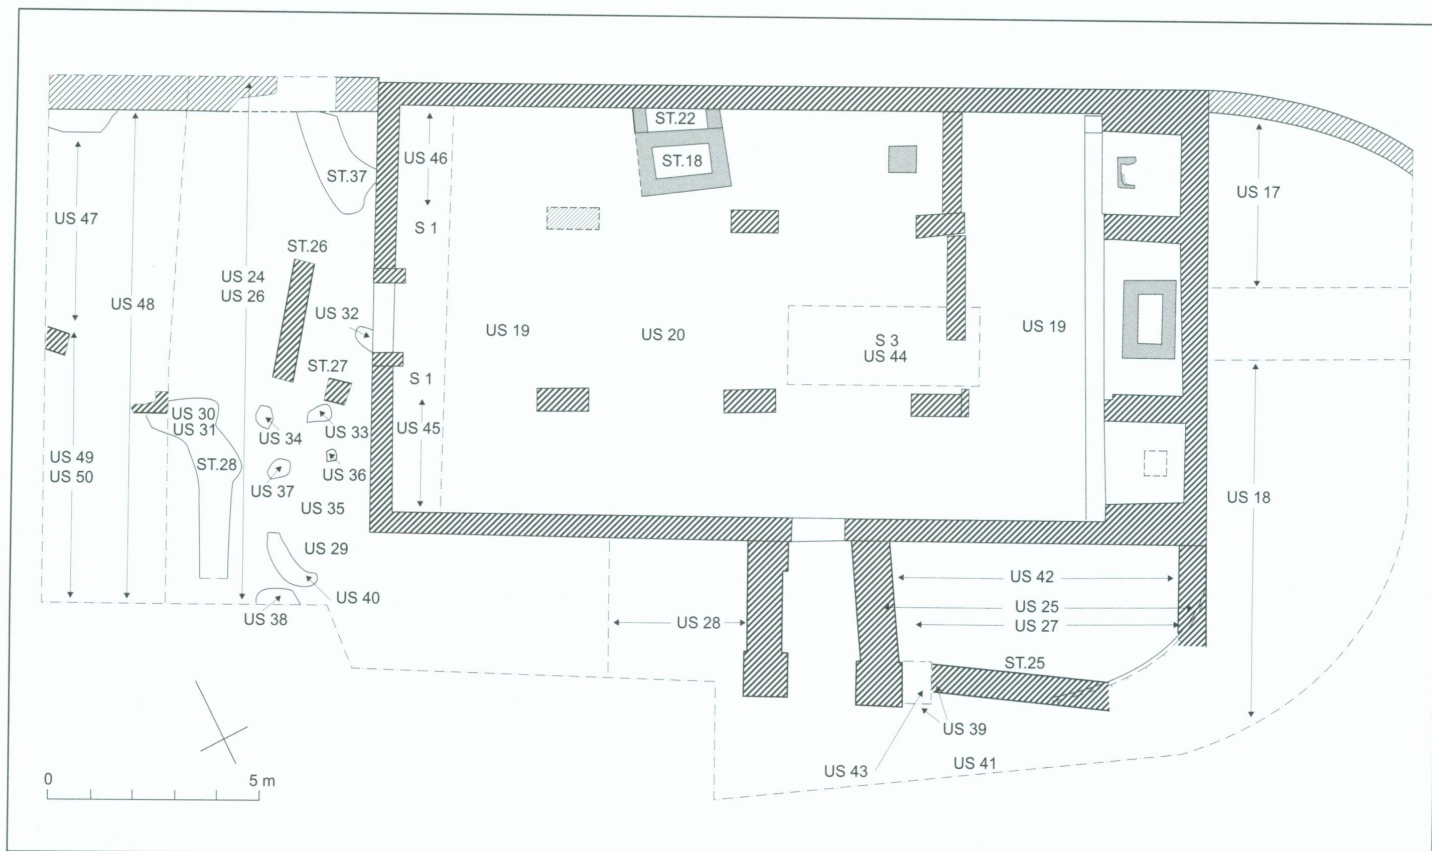 ST.22
ST.18
US 46
S 1
ST.37
US 47
US 17
ST.26
US 24
US 26
US 48
US 32
US 19
US 20
S 3
US 44
US 19
ST.27
S 1
US 30
US 31
US 34
US 33
US 45
US 49
US 50
ST.28
US 37
US 36
US 35
US 18
US 29
US 40
US 38
US 42
US 25
US 27
US 28
ST.25
US 39
US 43
US 41
0
5 m